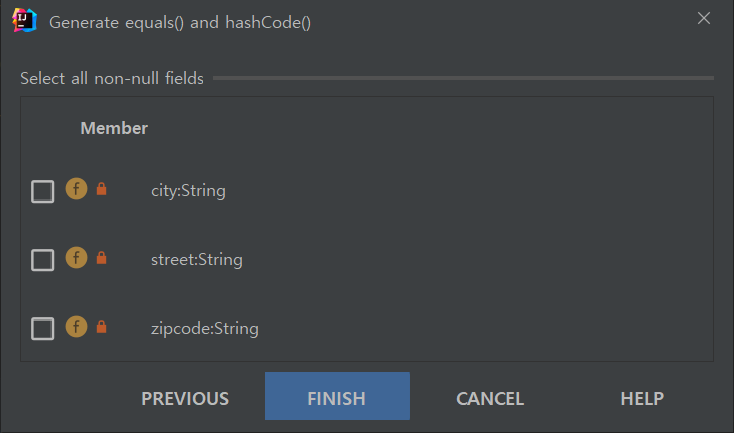 Generate equals() and hashCode()
Select all non-null fields
Member
f city:String
f street:String
f zipcode:String
PREVIOUS FINISH CANCEL HELP